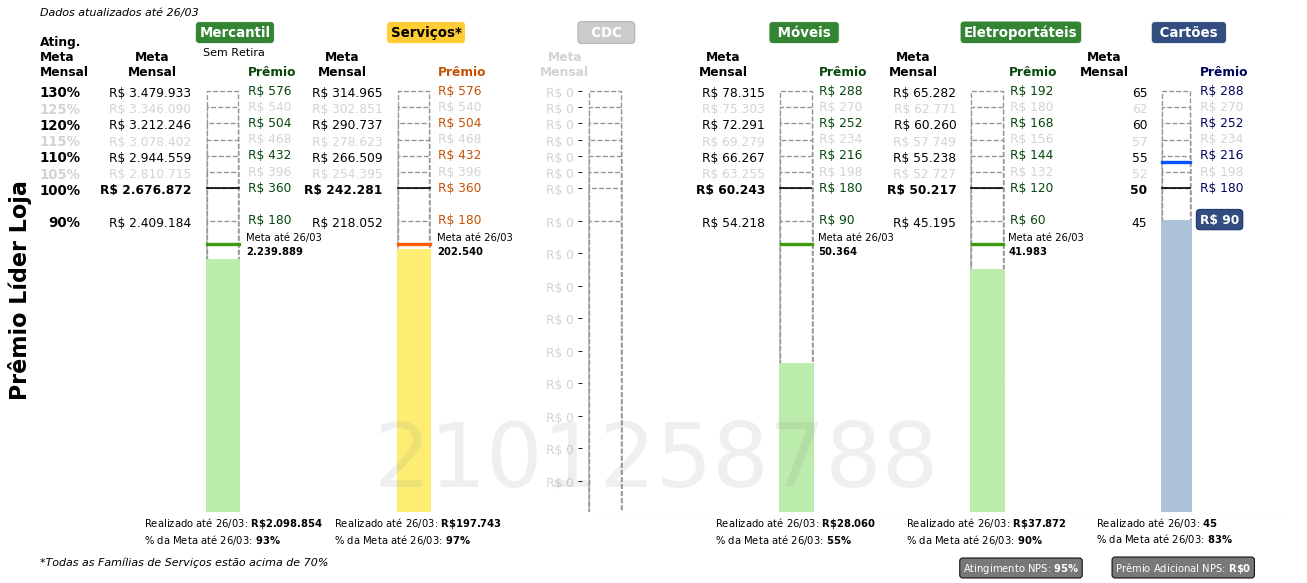 Dados atualizados até 26/03
Mercantil Serviços* CDC Móveis Eletroportáteis Cartões
Sem Retira
Ating. Meta Mensal
Meta Mensal Prêmio Meta Mensal Prêmio Meta Mensal Meta Mensal Prêmio Meta Mensal Prêmio Meta Mensal Prêmio
130% R$ 3.479.933 R$ 576 R$ 314.965 R$ 576 R$ 0 R$ 78.315 R$ 288 R$ 65.282 R$ 192 65 R$ 288
125% R$ 3.346.090 R$ 540 R$ 302.851 R$ 540 R$ 0 R$ 75.303 R$ 270 R$ 62.771 R$ 180 62 R$ 270
120% R$ 3.212.246 R$ 504 R$ 290.737 R$ 504 R$ 0 R$ 72.291 R$ 252 R$ 60.260 R$ 168 60 R$ 252
115% R$ 3.078.402 R$ 468 R$ 278.623 R$ 468 R$ 0 R$ 69.279 R$ 234 R$ 57.749 R$ 156 57 R$ 234
110% R$ 2.944.559 R$ 432 R$ 266.509 R$ 432 R$ 0 R$ 66.267 R$ 216 R$ 55.238 R$ 144 55 R$ 216
105% R$ 2.810.715 R$ 396 R$ 254.395 R$ 396 R$ 0 R$ 63.255 R$ 198 R$ 52.727 R$ 132 52 R$ 198
100% R$ 2.676.872 R$ 360 R$ 242.281 R$ 360 R$ 0 R$ 60.243 R$ 180 R$ 50.217 R$ 120 50 R$ 180
90% R$ 2.409.184 R$ 180 R$ 218.052 R$ 180 R$ 0 R$ 54.218 R$ 90 R$ 45.195 R$ 60 45 R$ 90
Meta até 26/03 Meta até 26/03 Meta até 26/03 Meta até 26/03
2.239.889 202.540 50.364 41.983
R$ 0
R$ 0
R$ 0
R$ 0
R$ 0
R$ 0
R$ 0
R$ 0
Prêmio Líder Loja
2101258788
Realizado até 26/03: R$2.098.854 Realizado até 26/03: R$197.743 Realizado até 26/03: R$28.060 Realizado até 26/03: R$37.872 Realizado até 26/03: 45
% da Meta até 26/03: 93% % da Meta até 26/03: 97% % da Meta até 26/03: 55% % da Meta até 26/03: 90% % da Meta até 26/03: 83%
*Todas as Famílias de Serviços estão acima de 70%
Atingimento NPS: 95% Prêmio Adicional NPS: R$0